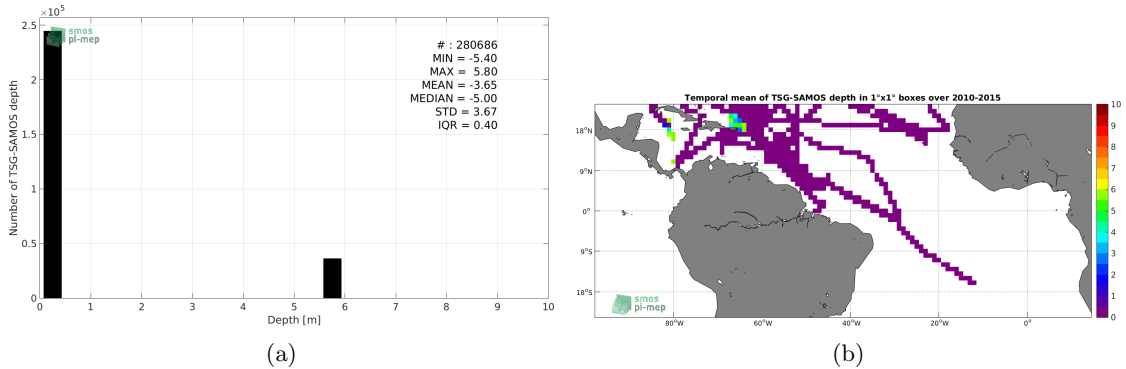 ×10⁵
smos
pi-mep
# : 280686
MIN = -5.40
MAX = 5.80
MEAN = -3.65
MEDIAN = -5.00
STD = 3.67
IQR = 0.40
Number of TSG-SAMOS depth
2.5
2
1.5
1
0.5
0
0 1 2 3 4 5 6 7 8 9 10
Depth [m]
(a)
Temporal mean of TSG-SAMOS depth in 1°x1° boxes over 2010-2015
18°N
9°N
0°
9°S
18°S
80°W 60°W 40°W 20°W 0°
smos
pi-mep
10
9
8
7
6
5
4
3
2
1
0
(b)